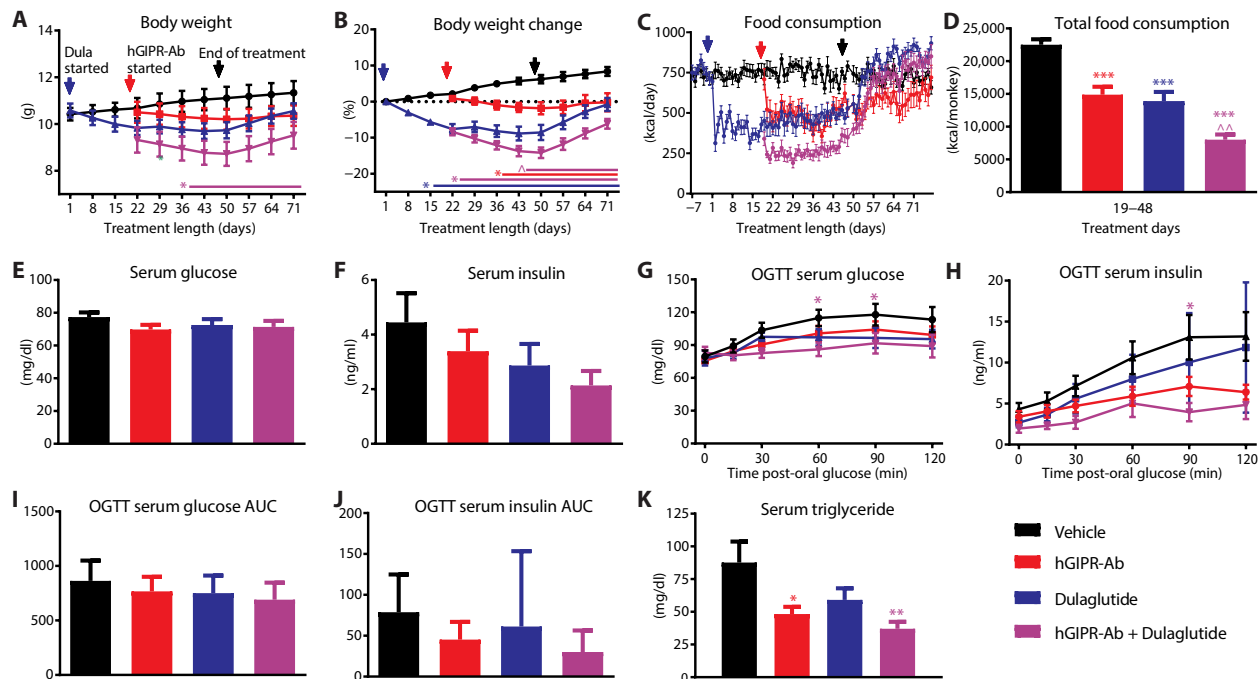 A
Body weight
Dula
started
hGIPR-Ab
started
End of treatment
(g)
12
10
8
1 8 15 22 29 36 43 50 57 64 71
*
Treatment length (days)
B
Body weight change
(%)
20
10
0
−10
−20
* * * ^
1 8 15 22 29 36 43 50 57 64 71
Treatment length (days)
C
Food consumption
(kcal/day)
1000
750
500
250
0
−7 1 8 15 22 29 36 43 50 57 64 71
Treatment length (days)
D
Total food consumption
(kcal/monkey)
25,000
20,000
15,000
10,000
5000
0
*** *** ***
^^
19–48
Treatment days
E
Serum glucose
(mg/dl)
100
80
60
40
20
0
F
Serum insulin
(ng/ml)
6
4
2
0
G
OGTT serum glucose
(mg/dl)
150
120
90
60
30
0
* *
0 30 60 90 120
Time post-oral glucose (min)
H
OGTT serum insulin
(ng/ml)
20
15
10
5
0
*
0 30 60 90 120
Time post-oral glucose (min)
I
OGTT serum glucose AUC
1500
1000
500
0
J
OGTT serum insulin AUC
200
150
100
50
0
K
Serum triglyceride
(mg/dl)
125
100
75
50
25
0
* **
Vehicle
hGIPR-Ab
Dulaglutide
hGIPR-Ab + Dulaglutide